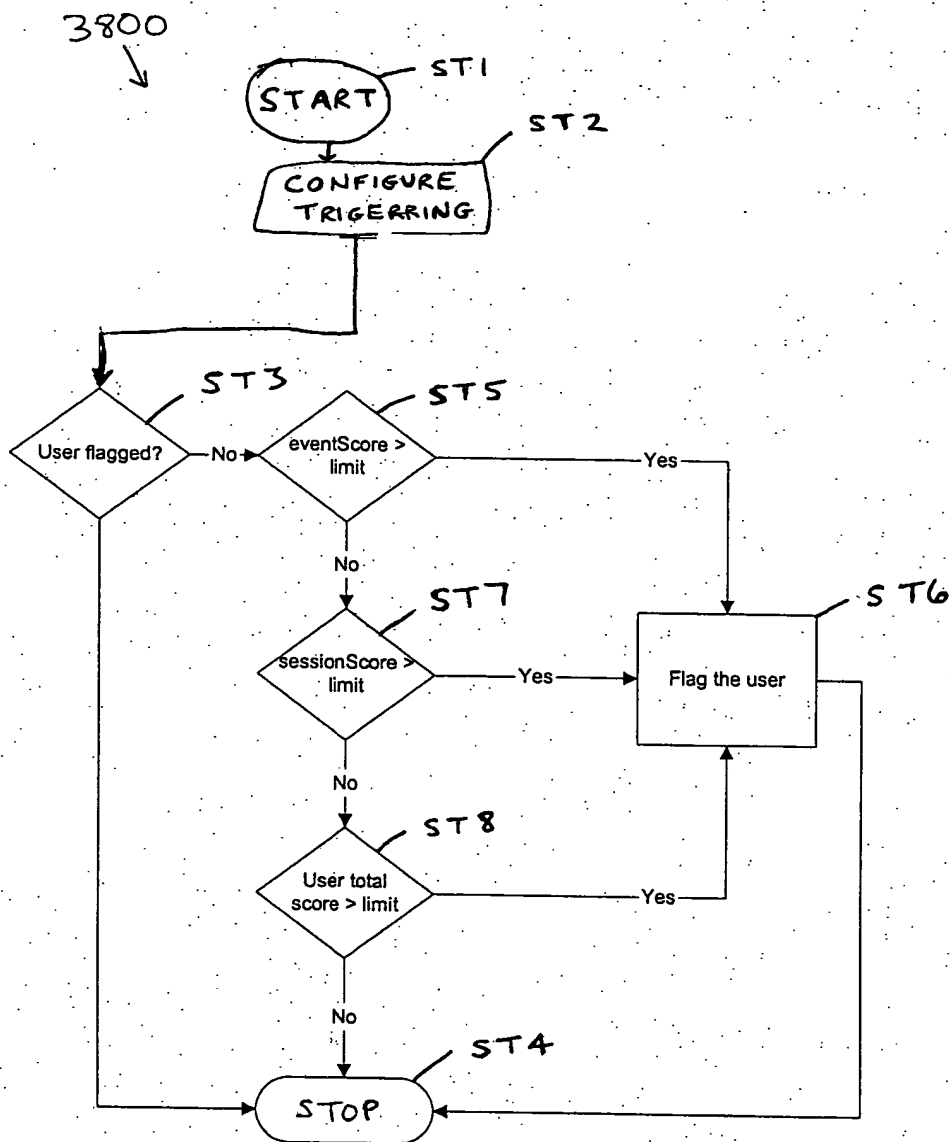 3800
ST1
START
ST2
CONFIGURE
TRIGERRING
ST3
User flagged?
No
ST5
eventScore >
limit
Yes
No
ST7
sessionScore >
limit
Yes
ST6
Flag the user
No
ST8
User total
score > limit
Yes
No
ST4
STOP